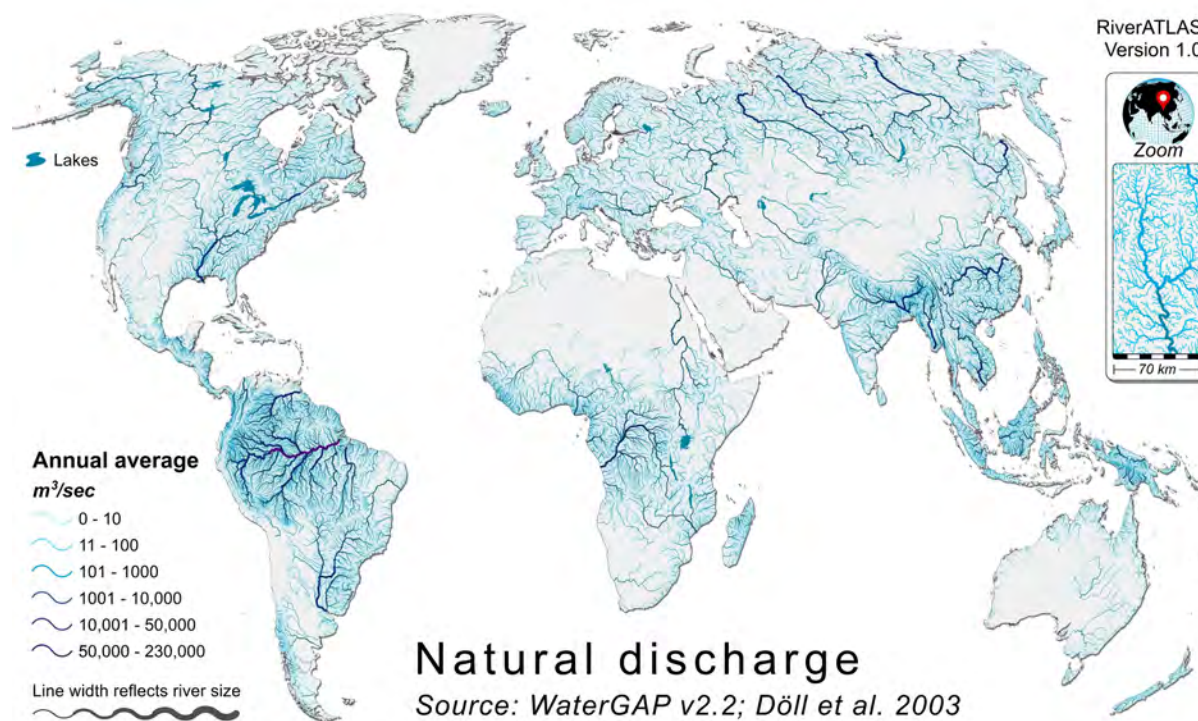 RiverATLAS
Version 1.0
Zoom
70 km
Lakes
Annual average
m³/sec
0 - 10
11 - 100
101 - 1000
1001 - 10,000
10,001 - 50,000
50,000 - 230,000
Line width reflects river size
Natural discharge
Source: WaterGAP v2.2; Döll et al. 2003